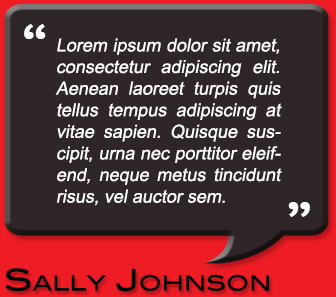 “
Lorem ipsum dolor sit amet,
consectetur adipiscing elit.
Aenean laoreet turpis quis
tellus tempus adipiscing at
vitae sapien. Quisque sus-
cipit, urna nec porttitor eleif-
end, neque metus tincidunt
risus, vel auctor sem.
”
Sally Johnson